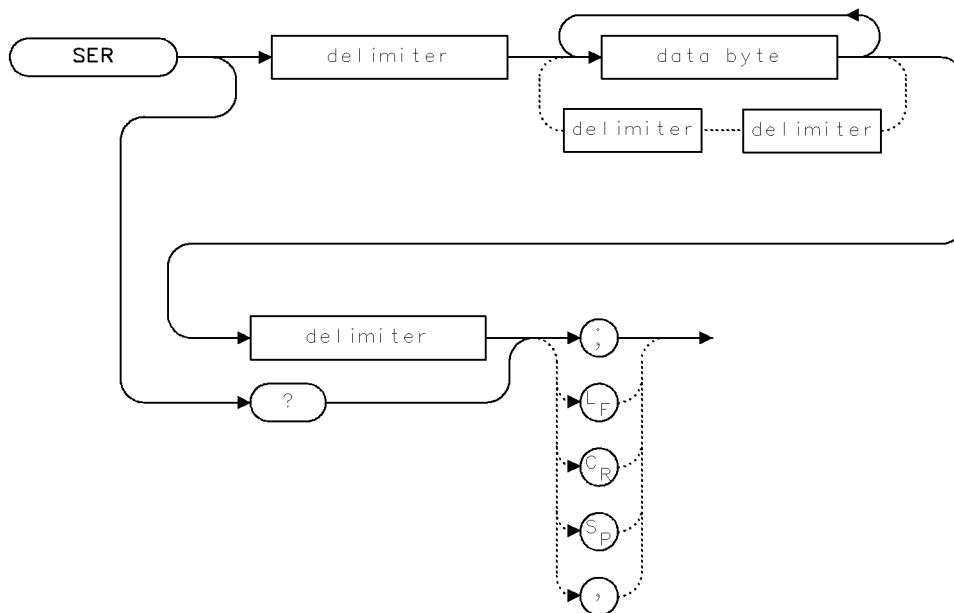 SER
delimiter
data byte
delimiter
delimiter
delimiter
;
?
LF
CR
SP
,